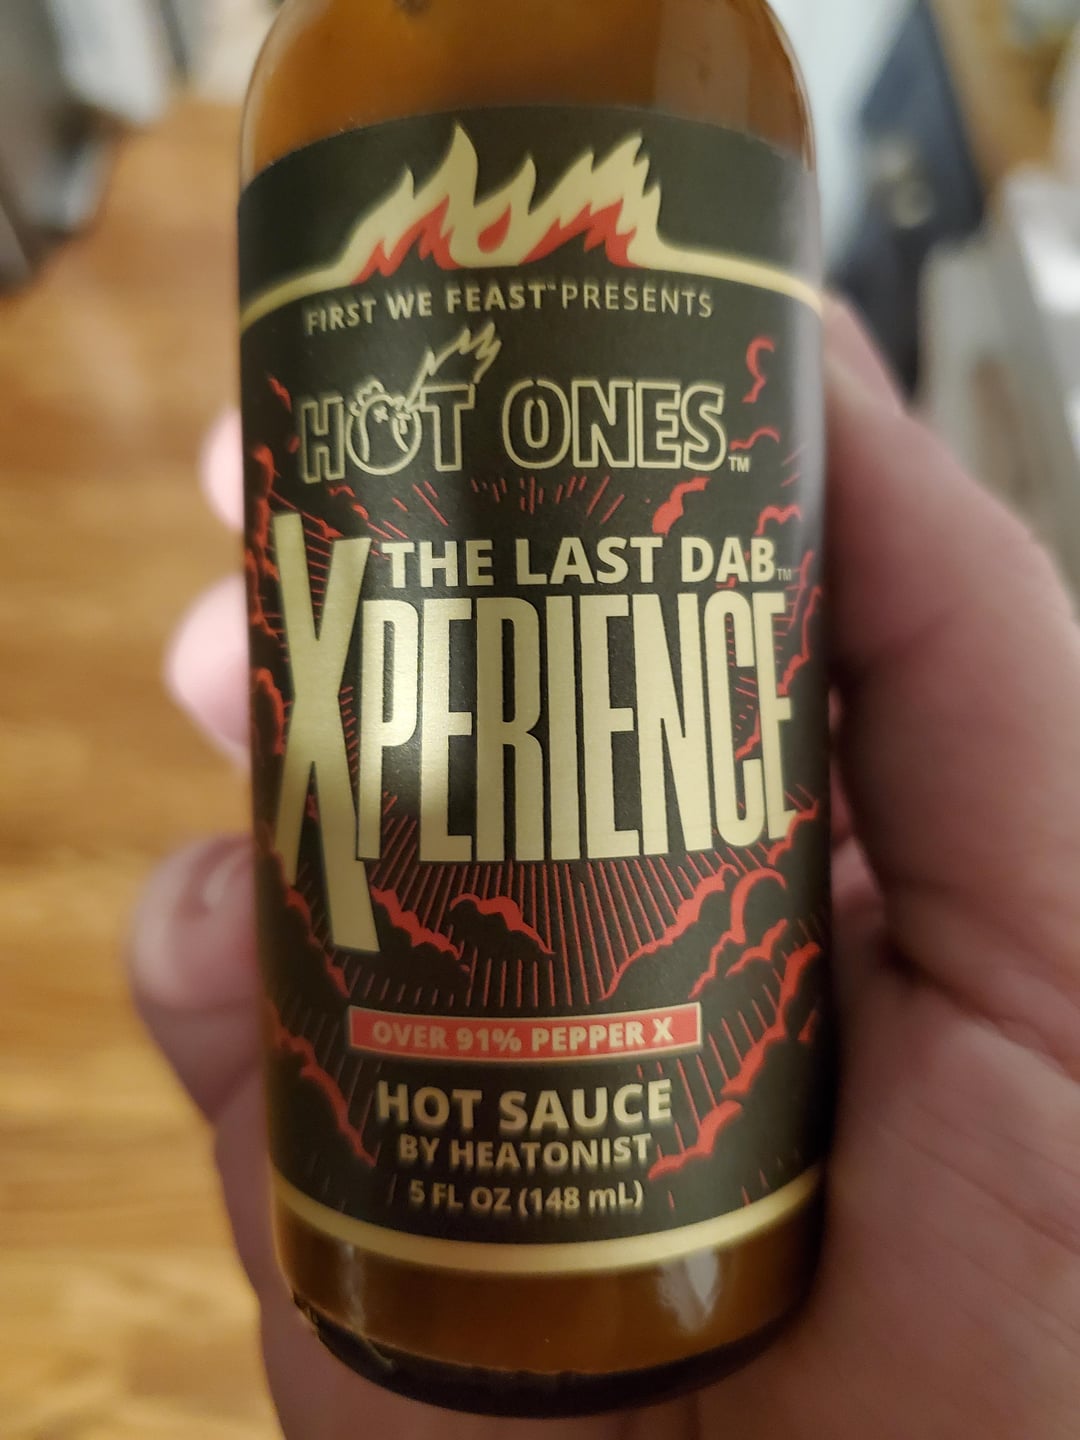 FIRST WE FEAST™ PRESENTS
HOT ONES™
THE LAST DAB™
XPERIENCE
OVER 91% PEPPER X
HOT SAUCE
BY HEATONIST
5 FL OZ (148 mL)